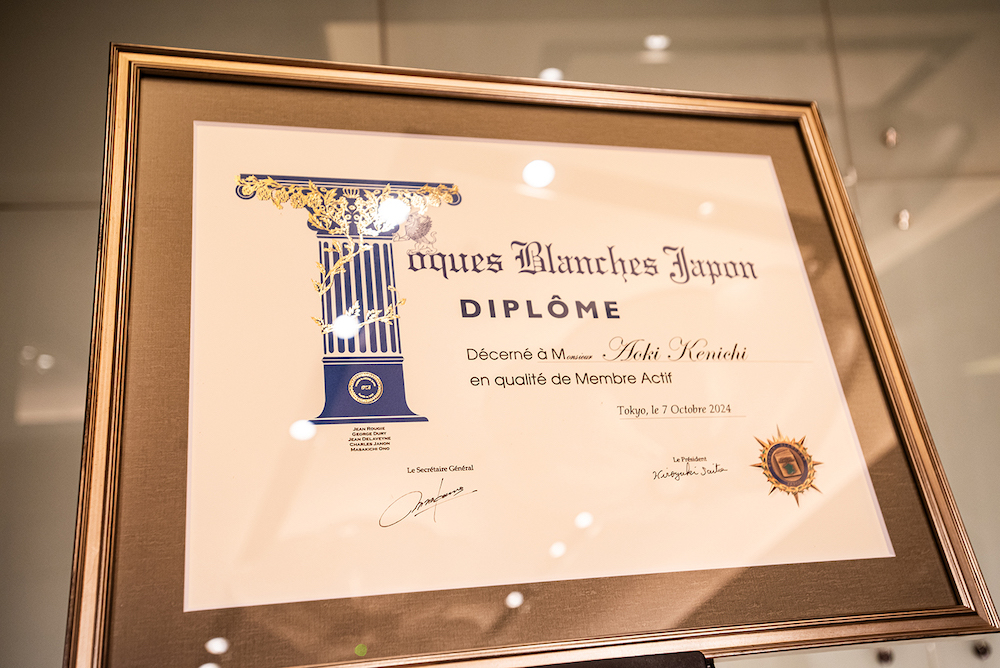 Toques Blanches Japon
DIPLÔME
Décerné à Monsieur Aoki Kenichi
en qualité de Membre Actif
Tokyo, le 7 Octobre 2024
JEAN ROUGIE
GEORGE DURY
JEAN DELAVEYNE
CHARLES JANON
MASAKICHI ONO
Le Secrétaire Général
Le Président
Hiroyuki